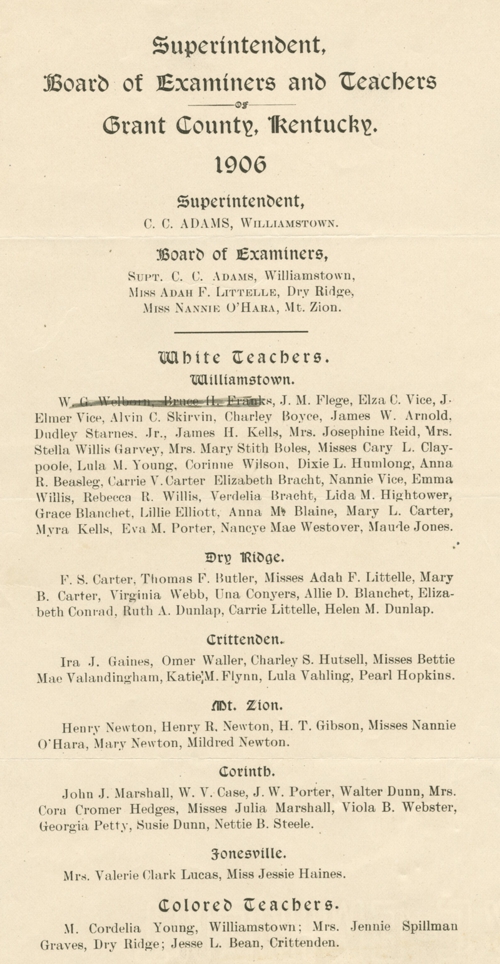 Superintendent,
Board of Examiners and Teachers
OF
Grant County, Kentucky.
1906
Superintendent,
C. C. ADAMS, WILLIAMSTOWN.
Board of Examiners,
SUPT. C. C. ADAMS, Williamstown,
MISS ADAH F. LITTELLE, Dry Ridge,
MISS NANNIE O'HARA, Mt. Zion.
White Teachers.
Williamstown.
W. G. Welborn, Bruce H. Franks, J. M. Flege, Elza C. Vice, J.
Elmer Vice, Alvin C. Skirvin, Charley Boyce, James W. Arnold,
Dudley Starnes, Jr., James H. Kells, Mrs. Josephine Reid, Mrs.
Stella Willis Garvey, Mrs. Mary Stith Boles, Misses Cary L. Clay-
poole, Lula M. Young, Corinne Wilson, Dixie L. Humlong, Anna
R. Beasleg, Carrie V. Carter Elizabeth Bracht, Nannie Vice, Emma
Willis, Rebecca R. Willis, Verdelia Bracht, Lida M. Hightower,
Grace Blanchet, Lillie Elliott, Anna Mc Blaine, Mary L. Carter,
Myra Kells, Eva M. Porter, Nancye Mae Westover, Maude Jones.
Dry Ridge.
F. S. Carter, Thomas F. Butler, Misses Adah F. Littelle, Mary
B. Carter, Virginia Webb, Una Conyers, Allie D. Blanchet, Eliza-
beth Conrad, Ruth A. Dunlap, Carrie Littelle, Helen M. Dunlap.
Crittenden.
Ira J. Gaines, Omer Waller, Charley S. Hutsell, Misses Bettie
Mae Valandingham, Katie M. Flynn, Lula Vahling, Pearl Hopkins.
Mt. Zion.
Henry Newton, Henry R. Newton, H. T. Gibson, Misses Nannie
O'Hara, Mary Newton, Mildred Newton.
Corinth.
John J. Marshall, W. V. Case, J. W. Porter, Walter Dunn, Mrs.
Cora Cromer Hedges, Misses Julia Marshall, Viola B. Webster,
Georgia Petty, Susie Dunn, Nettie B. Steele.
Jonesville.
Mrs. Valerie Clark Lucas, Miss Jessie Haines.
Colored Teachers.
M. Cordelia Young, Williamstown; Mrs. Jennie Spillman
Graves, Dry Ridge; Jesse L. Bean, Crittenden.